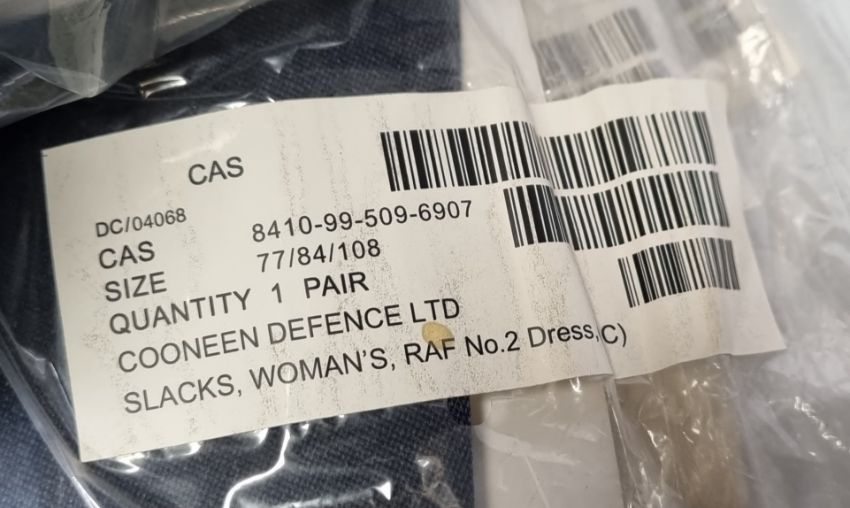 CAS
DC/04068
CAS 8410-99-509-6907
SIZE 77/84/108
QUANTITY 1 PAIR
COONEEN DEFENCE LTD
SLACKS, WOMAN'S, RAF No.2 Dress,C)